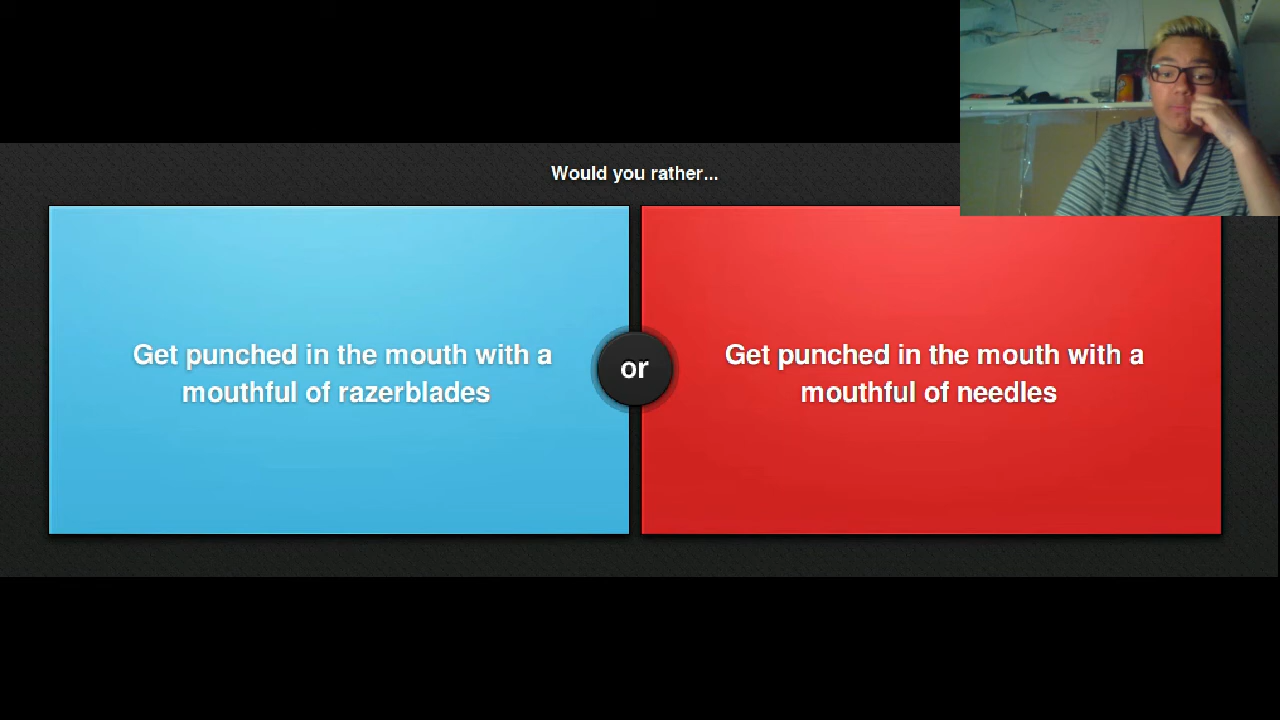 Would you rather...
Get punched in the mouth with a
mouthful of razerblades
or
Get punched in the mouth with a
mouthful of needles